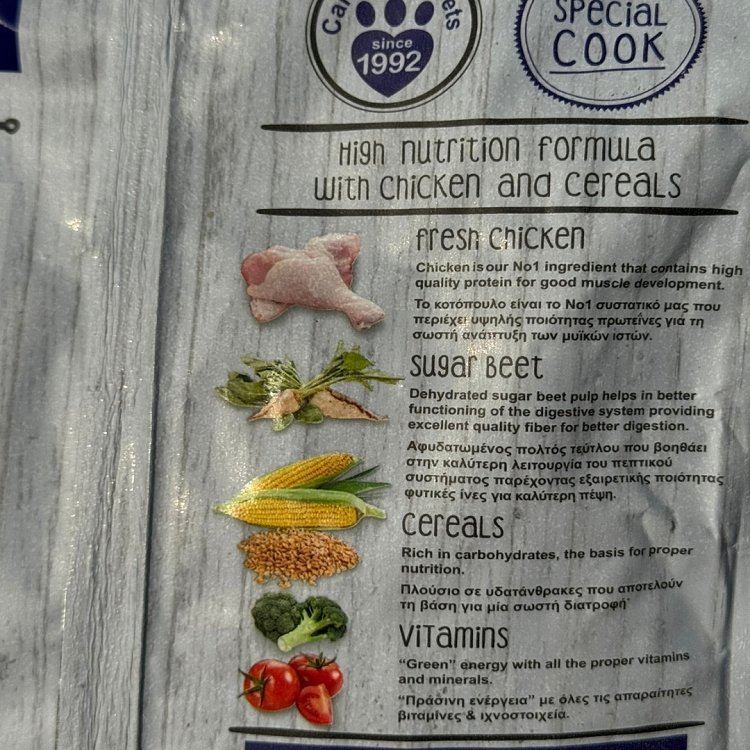 since
1992
SPECIAL
COOK
High nutrition formula
with chicken and cereals
Fresh chicken
Chicken is our No1 ingredient that contains high
quality protein for good muscle development.
Το κοτόπουλο είναι το Νο1 συστατικό μας που
περιέχει υψηλής ποιότητας πρωτεΐνες για τη
σωστή ανάπτυξη των μυϊκών ιστών.
Sugar Beet
Dehydrated sugar beet pulp helps in better
functioning of the digestive system providing
excellent quality fiber for better digestion.
Αφυδατωμένος πολτός τεύτλου που βοηθάει
στην καλύτερη λειτουργία του πεπτικού
συστήματος παρέχοντας εξαιρετικής ποιότητας
φυτικές ίνες για καλύτερη πέψη.
Cereals
Rich in carbohydrates, the basis for proper
nutrition.
Πλούσιο σε υδατάνθρακες που αποτελούν
τη βάση για μία σωστή διατροφή
Vitamins
“Green” energy with all the proper vitamins
and minerals.
“Πράσινη ενέργεια” με όλες τις απαραίτητες
βιταμίνες & ιχνοστοιχεία.